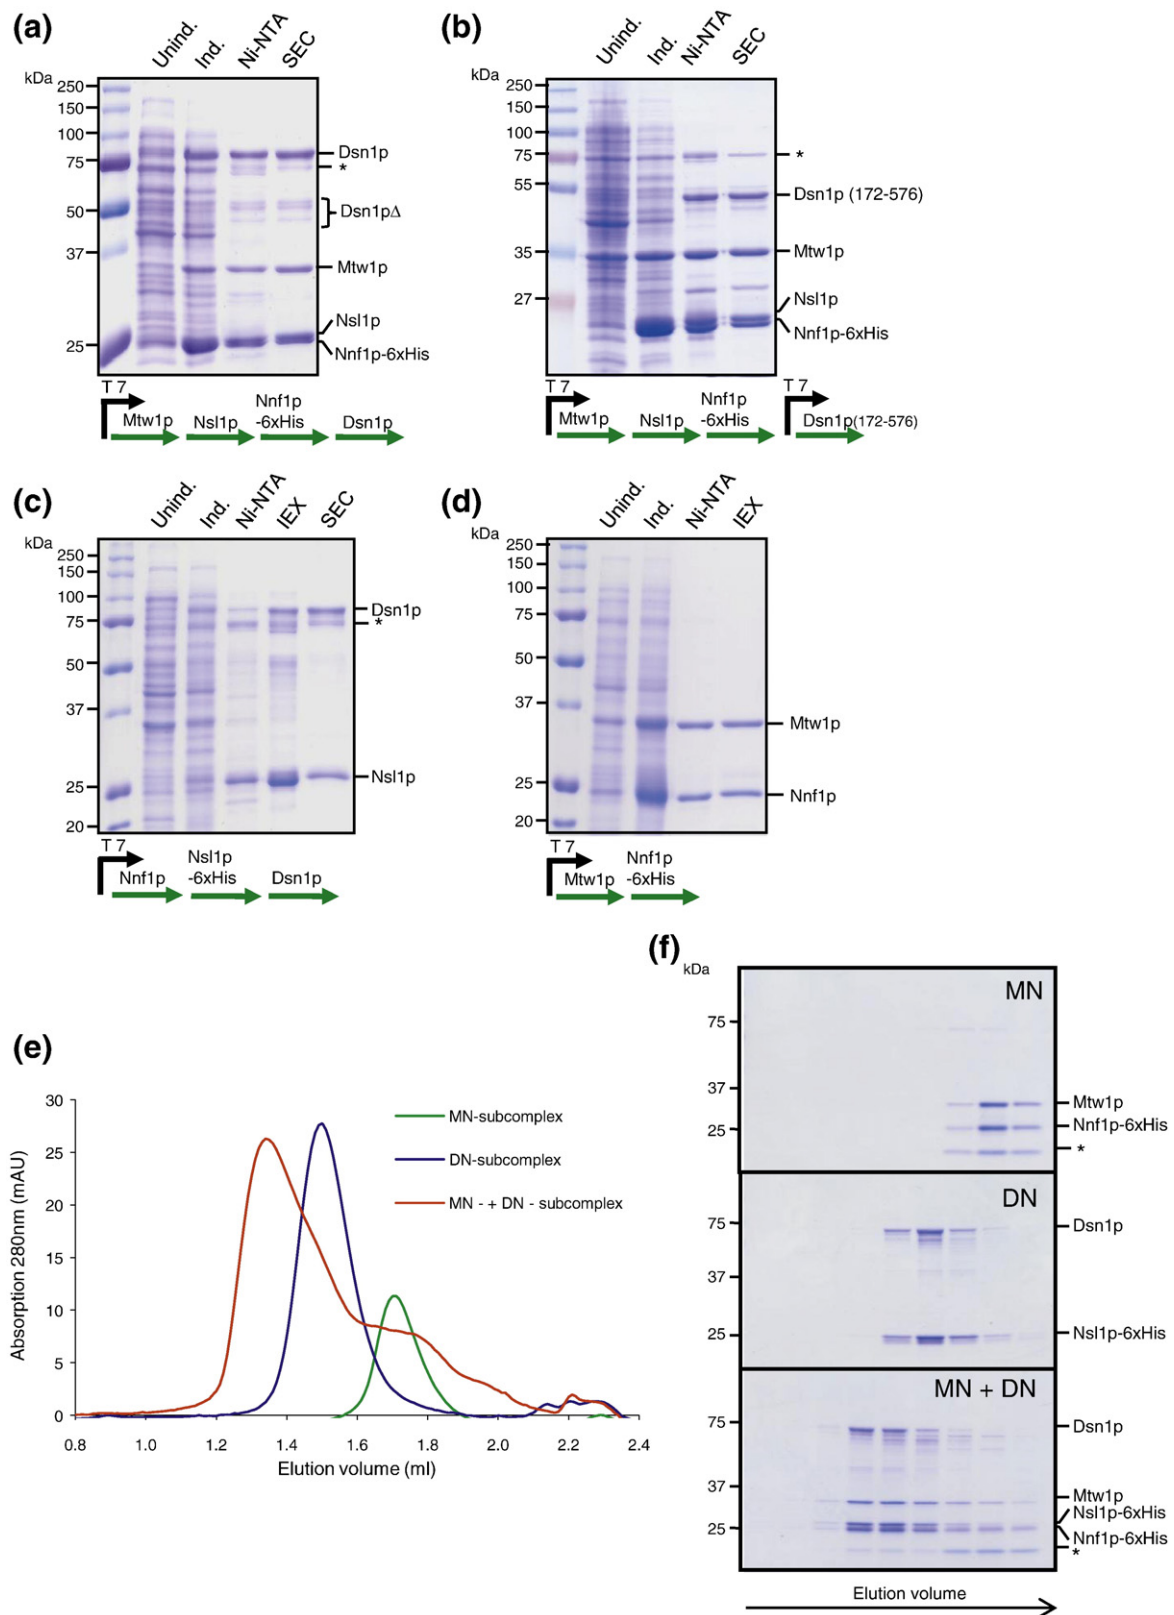 (a)
Unind. Ind. Ni-NTA SEC
kDa
250
150
100
75
50
37
25
Dsn1p
*
Dsn1pΔ
Mtw1p
Nsl1p
Nnf1p-6xHis
T 7
Mtw1p Nsl1p Nnf1p -6xHis Dsn1p
(b)
Unind. Ind. Ni-NTA SEC
kDa
250
150
100
75
55
35
27
*
Dsn1p (172-576)
Mtw1p
Nsl1p
Nnf1p-6xHis
T 7 T 7
Mtw1p Nsl1p Nnf1p -6xHis Dsn1p(172-576)
(c)
Unind. Ind. Ni-NTA IEX SEC
kDa
250
150
100
75
50
37
25
20
Dsn1p
*
Nsl1p
T 7
Nnf1p Nsl1p -6xHis Dsn1p
(d)
Unind. Ind. Ni-NTA IEX
kDa
250
150
100
75
50
37
25
20
Mtw1p
Nnf1p
T 7
Mtw1p Nnf1p -6xHis
(e)
30
25
20
15
10
5
0
Absorption 280nm (mAU)
MN-subcomplex
DN-subcomplex
MN - + DN - subcomplex
0.8 1.0 1.2 1.4 1.6 1.8 2.0 2.2 2.4
Elution volume (ml)
(f)
kDa
MN
75
37
25
Mtw1p
Nnf1p-6xHis
*
DN
75
37
25
Dsn1p
Nsl1p-6xHis
MN + DN
75
37
25
Dsn1p
Mtw1p
Nsl1p-6xHis
Nnf1p-6xHis
*
Elution volume